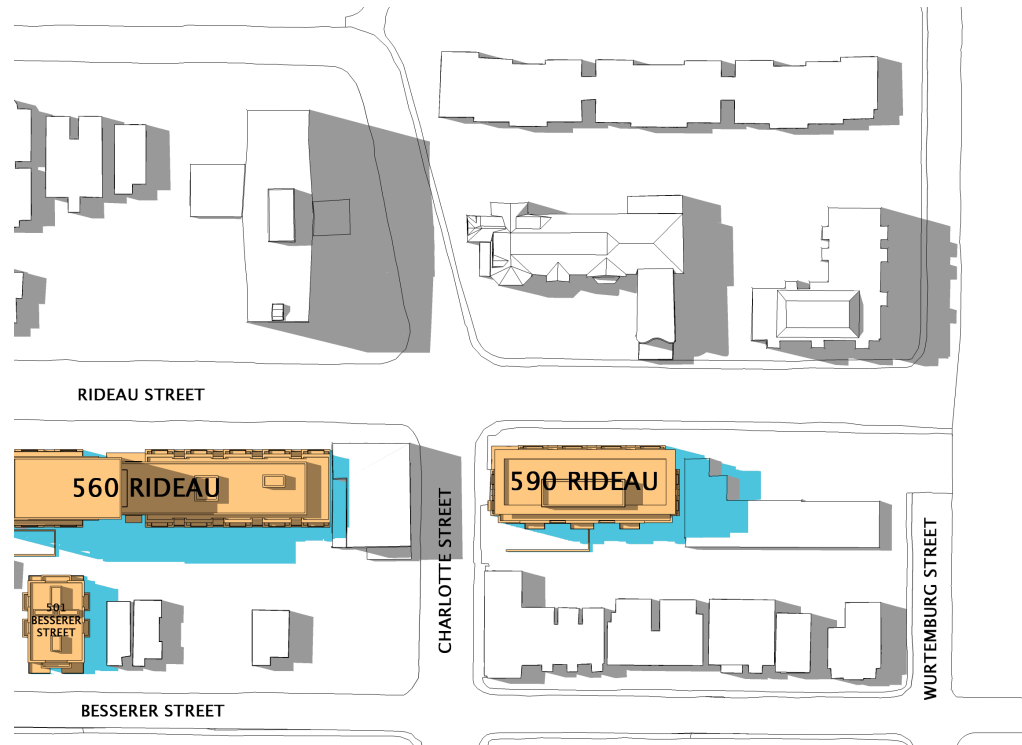 RIDEAU STREET
560 RIDEAU
590 RIDEAU
CHARLOTTE STREET
WURTEMBURG STREET
501
BESSERER
STREET
BESSERER STREET